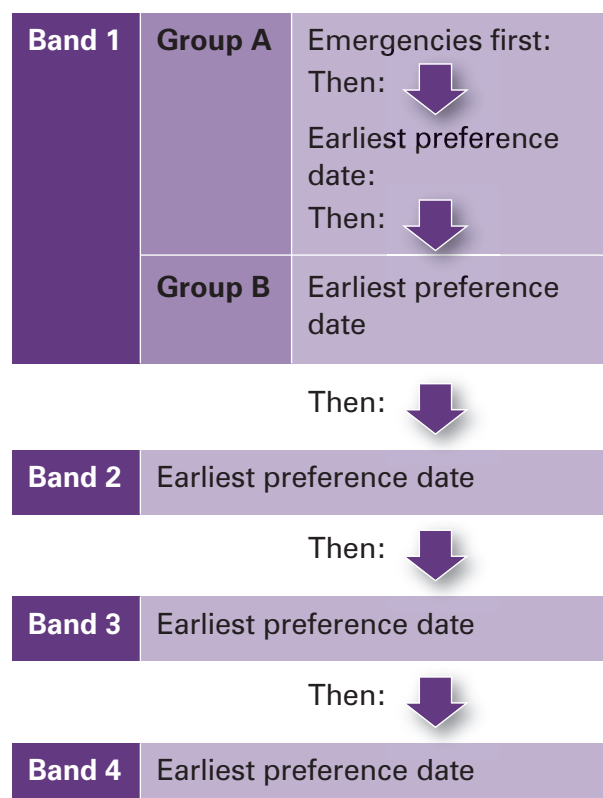 Band 1 Group A Emergencies first:
Then:
Earliest preference
date:
Then:
Group B Earliest preference
date
Then:
Band 2 Earliest preference date
Then:
Band 3 Earliest preference date
Then:
Band 4 Earliest preference date